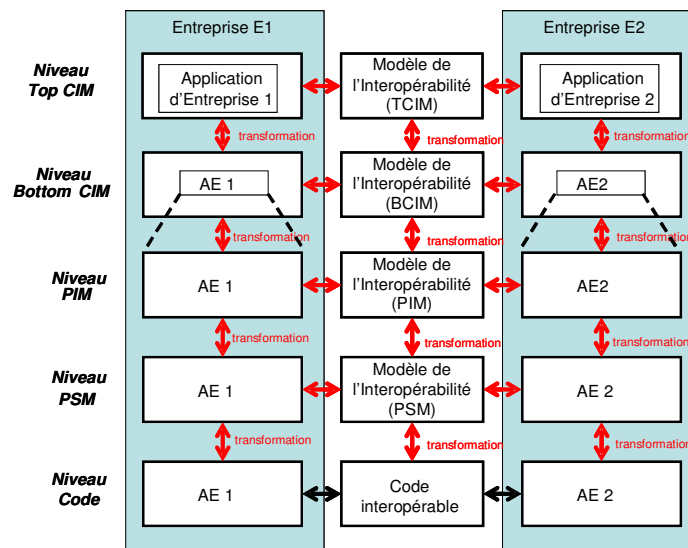 Entreprise E1
Entreprise E2
Niveau
Top CIM
Application
d'Entreprise 1
Modèle de
l'Interopérabilité
(TCIM)
Application
d'Entreprise 2
transformation
transformation
transformation
Niveau
Bottom CIM
AE 1
Modèle de
l'Interopérabilité
(BCIM)
AE2
transformation
transformation
transformation
Niveau
PIM
AE 1
Modèle de
l'Interopérabilité
(PIM)
AE2
transformation
transformation
transformation
Niveau
PSM
AE 1
Modèle de
l'Interopérabilité
(PSM)
AE 2
transformation
transformation
transformation
Niveau
Code
AE 1
Code
interopérable
AE 2